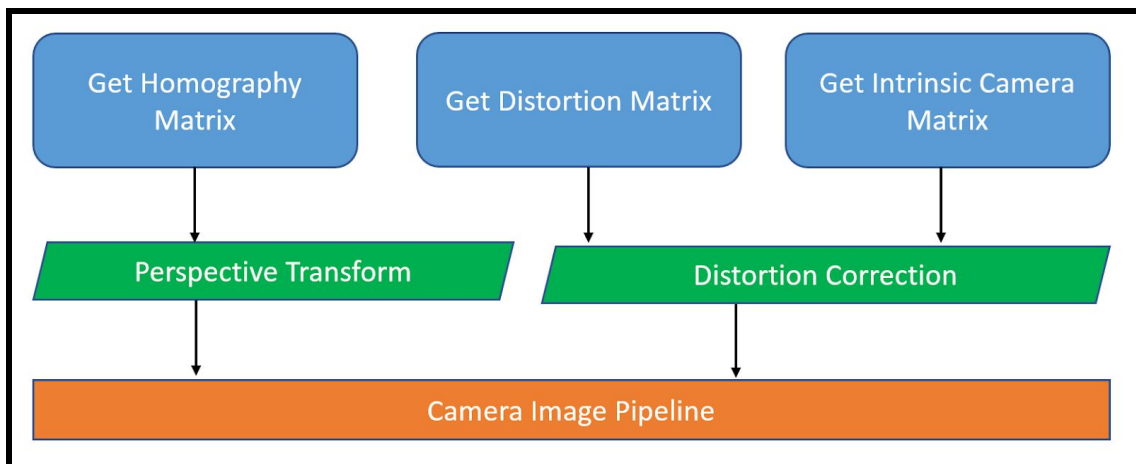 Get Homography
Matrix
Get Distortion Matrix
Get Intrinsic Camera
Matrix
Perspective Transform
Distortion Correction
Camera Image Pipeline